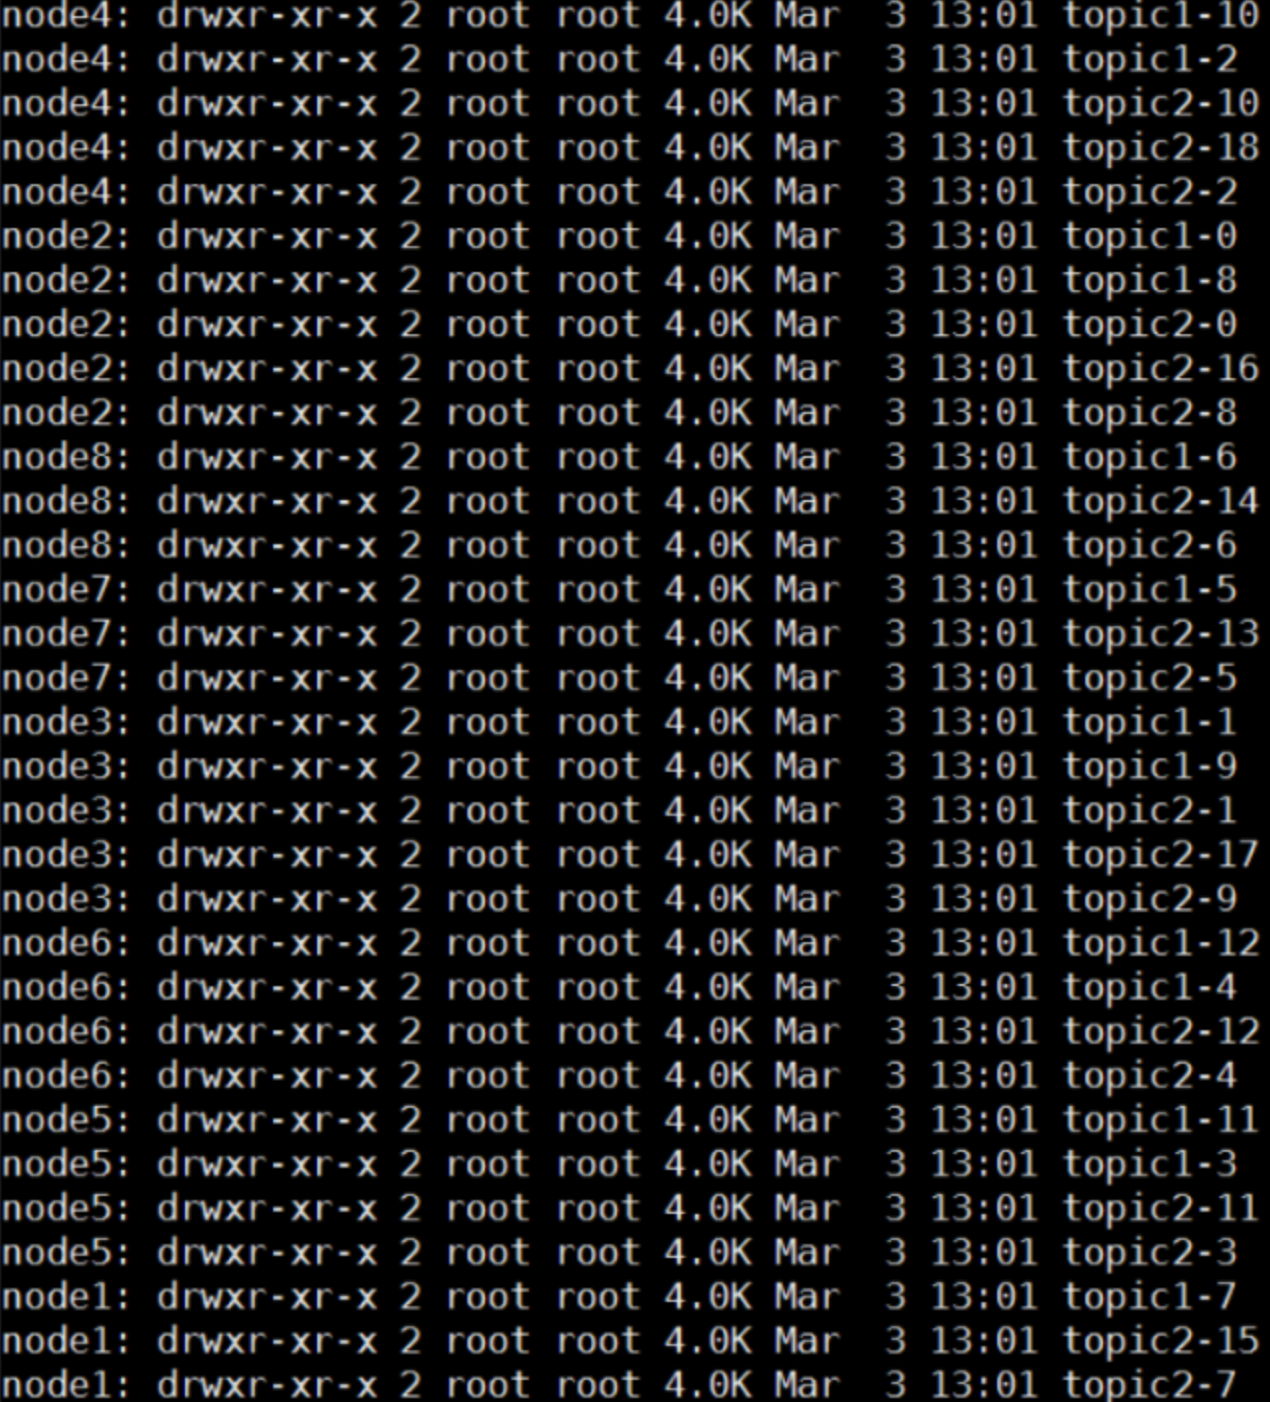 node4: drwxr-xr-x 2 root root 4.0K Mar  3 13:01 topic1-10
node4: drwxr-xr-x 2 root root 4.0K Mar  3 13:01 topic1-2
node4: drwxr-xr-x 2 root root 4.0K Mar  3 13:01 topic2-10
node4: drwxr-xr-x 2 root root 4.0K Mar  3 13:01 topic2-18
node4: drwxr-xr-x 2 root root 4.0K Mar  3 13:01 topic2-2
node2: drwxr-xr-x 2 root root 4.0K Mar  3 13:01 topic1-0
node2: drwxr-xr-x 2 root root 4.0K Mar  3 13:01 topic1-8
node2: drwxr-xr-x 2 root root 4.0K Mar  3 13:01 topic2-0
node2: drwxr-xr-x 2 root root 4.0K Mar  3 13:01 topic2-16
node2: drwxr-xr-x 2 root root 4.0K Mar  3 13:01 topic2-8
node8: drwxr-xr-x 2 root root 4.0K Mar  3 13:01 topic1-6
node8: drwxr-xr-x 2 root root 4.0K Mar  3 13:01 topic2-14
node8: drwxr-xr-x 2 root root 4.0K Mar  3 13:01 topic2-6
node7: drwxr-xr-x 2 root root 4.0K Mar  3 13:01 topic1-5
node7: drwxr-xr-x 2 root root 4.0K Mar  3 13:01 topic2-13
node7: drwxr-xr-x 2 root root 4.0K Mar  3 13:01 topic2-5
node3: drwxr-xr-x 2 root root 4.0K Mar  3 13:01 topic1-1
node3: drwxr-xr-x 2 root root 4.0K Mar  3 13:01 topic1-9
node3: drwxr-xr-x 2 root root 4.0K Mar  3 13:01 topic2-1
node3: drwxr-xr-x 2 root root 4.0K Mar  3 13:01 topic2-17
node3: drwxr-xr-x 2 root root 4.0K Mar  3 13:01 topic2-9
node6: drwxr-xr-x 2 root root 4.0K Mar  3 13:01 topic1-12
node6: drwxr-xr-x 2 root root 4.0K Mar  3 13:01 topic1-4
node6: drwxr-xr-x 2 root root 4.0K Mar  3 13:01 topic2-12
node6: drwxr-xr-x 2 root root 4.0K Mar  3 13:01 topic2-4
node5: drwxr-xr-x 2 root root 4.0K Mar  3 13:01 topic1-11
node5: drwxr-xr-x 2 root root 4.0K Mar  3 13:01 topic1-3
node5: drwxr-xr-x 2 root root 4.0K Mar  3 13:01 topic2-11
node5: drwxr-xr-x 2 root root 4.0K Mar  3 13:01 topic2-3
node1: drwxr-xr-x 2 root root 4.0K Mar  3 13:01 topic1-7
node1: drwxr-xr-x 2 root root 4.0K Mar  3 13:01 topic2-15
node1: drwxr-xr-x 2 root root 4.0K Mar  3 13:01 topic2-7